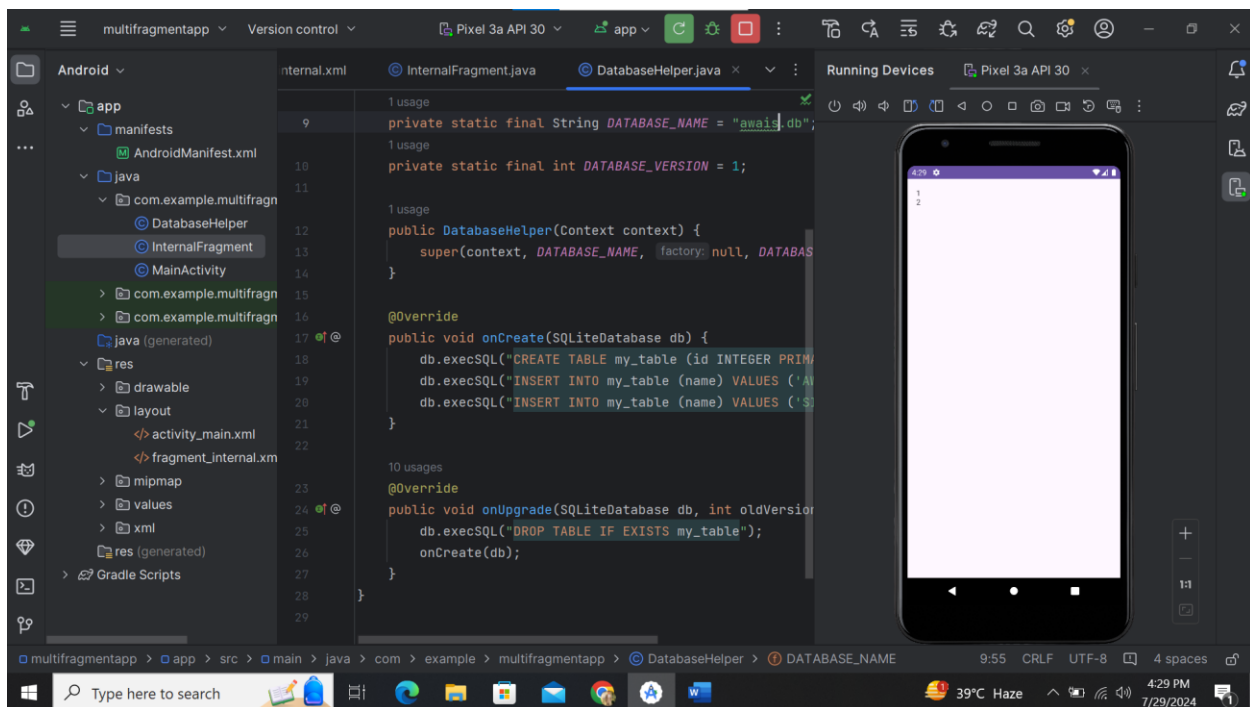 multifragmentapp
Version control
Pixel 3a API 30
app
Android
app
manifests
AndroidManifest.xml
java
com.example.multifragn
DatabaseHelper
InternalFragment
MainActivity
com.example.multifragn
com.example.multifragn
java (generated)
res
drawable
layout
activity_main.xml
fragment_internal.xm
mipmap
values
xml
res (generated)
Gradle Scripts
nternal.xml
InternalFragment.java
DatabaseHelper.java
1 usage
9 private static final String DATABASE_NAME = "awais.db";
1 usage
10 private static final int DATABASE_VERSION = 1;
11
1 usage
12 public DatabaseHelper(Context context) {
13 super(context, DATABASE_NAME, factory: null, DATABAS
14 }
15
16 @Override
17 public void onCreate(SQLiteDatabase db) {
18 db.execSQL("CREATE TABLE my_table (id INTEGER PRIMA
19 db.execSQL("INSERT INTO my_table (name) VALUES ('AW
20 db.execSQL("INSERT INTO my_table (name) VALUES ('SI
21 }
22
10 usages
23 @Override
24 public void onUpgrade(SQLiteDatabase db, int oldVersion
25 db.execSQL("DROP TABLE IF EXISTS my_table");
26 onCreate(db);
27 }
28 }
29
Running Devices
Pixel 3a API 30
4:29
1
2
1:1
multifragmentapp > app > src > main > java > com > example > multifragmentapp > DatabaseHelper > DATABASE_NAME
9:55 CRLF UTF-8 4 spaces
Type here to search
39°C Haze
4:29 PM
7/29/2024